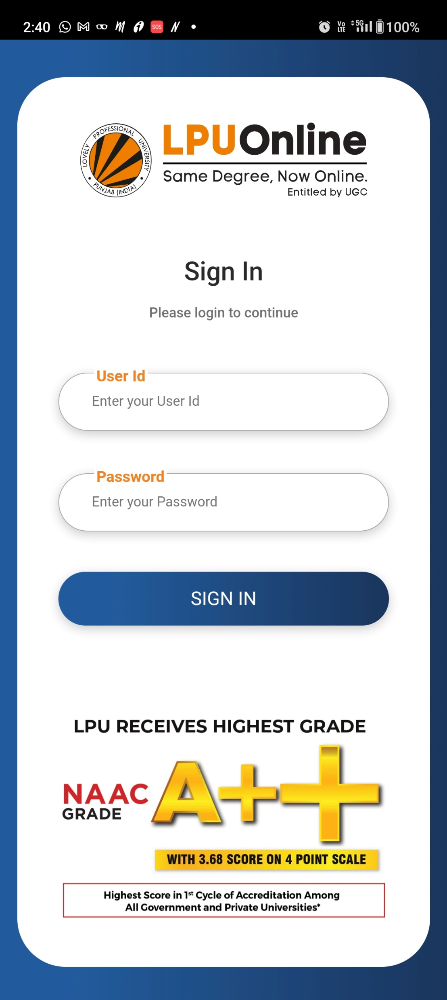 2:40 SOS Vo LTE 5G 100%
LOVELY PROFESSIONAL UNIVERSITY
PUNJAB (INDIA)
LPUOnline
Same Degree, Now Online.
Entitled by UGC
Sign In
Please login to continue
User Id
Enter your User Id
Password
Enter your Password
SIGN IN
LPU RECEIVES HIGHEST GRADE
NAAC
GRADE
A++
WITH 3.68 SCORE ON 4 POINT SCALE
Highest Score in 1st Cycle of Accreditation Among
All Government and Private Universities*